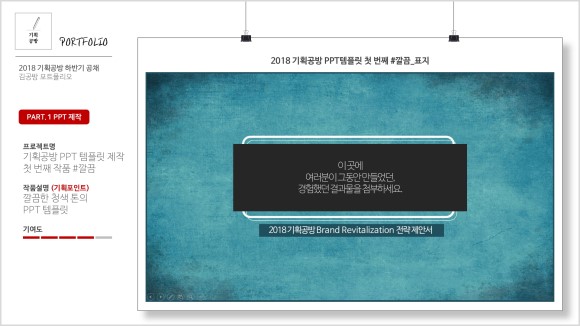 기획
공방
PORTFOLIO
2018 기획공방 하반기 공채
김공방 포트폴리오
PART. 1 PPT 제작
프로젝트명
기획공방 PPT 템플릿 제작
첫 번째 작품 #깔끔
작품설명 (기획포인트)
깔끔한 청색 톤의
PPT 템플릿
기여도
2018 기획공방 PPT템플릿 첫 번째 #깔끔_표지
이 곳에
여러분이 그동안 만들었던,
경험했던 결과물을 첨부하세요.
2018 기획공방 Brand Revitalization 전략 제안서